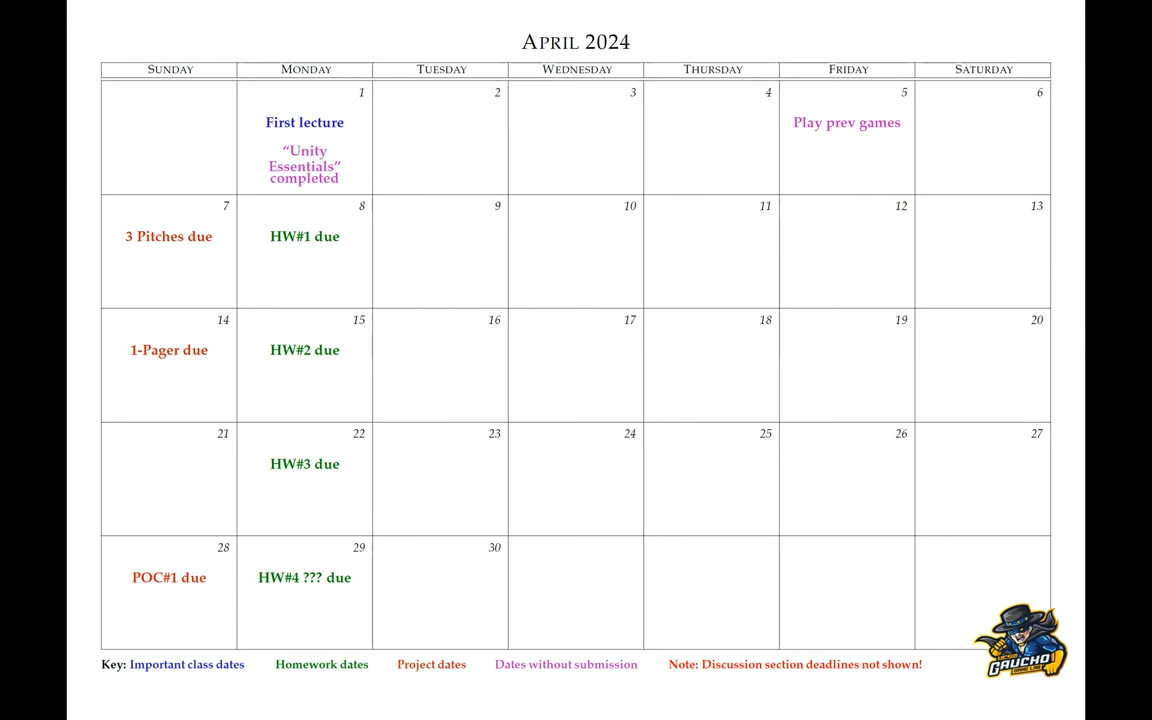 APRIL 2024
SUNDAY MONDAY TUESDAY WEDNESDAY THURSDAY FRIDAY SATURDAY
1 2 3 4 5 6
First lecture
Play prev games
“Unity
Essentials”
completed
7 8 9 10 11 12 13
3 Pitches due
HW#1 due
14 15 16 17 18 19 20
1-Pager due
HW#2 due
21 22 23 24 25 26 27
HW#3 due
28 29 30
POC#1 due
HW#4 ??? due
Key: Important class dates Homework dates Project dates Dates without submission Note: Discussion section deadlines not shown!
UCSB
GAUCHO
GAME LAB